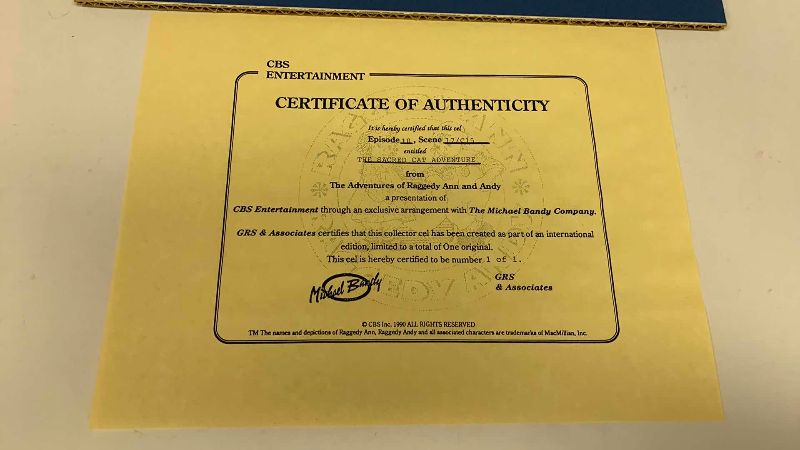 CBS
ENTERTAINMENT
CERTIFICATE OF AUTHENTICITY
It is hereby certified that this cel
Episode 10, Scene 17/C15
entitled
THE SACRED CAT ADVENTURE
from
The Adventures of Raggedy Ann and Andy
a presentation of
CBS Entertainment through an exclusive arrangement with The Michael Bandy Company.
GRS & Associates certifies that this collector cel has been created as part of an international
edition, limited to a total of One original.
This cel is hereby certified to be number 1 of 1.
Michael Bandy
GRS
& Associates
© CBS Inc. 1990 ALL RIGHTS RESERVED
TM The names and depictions of Raggedy Ann, Raggedy Andy and all associated characters are trademarks of MacMillian, Inc.